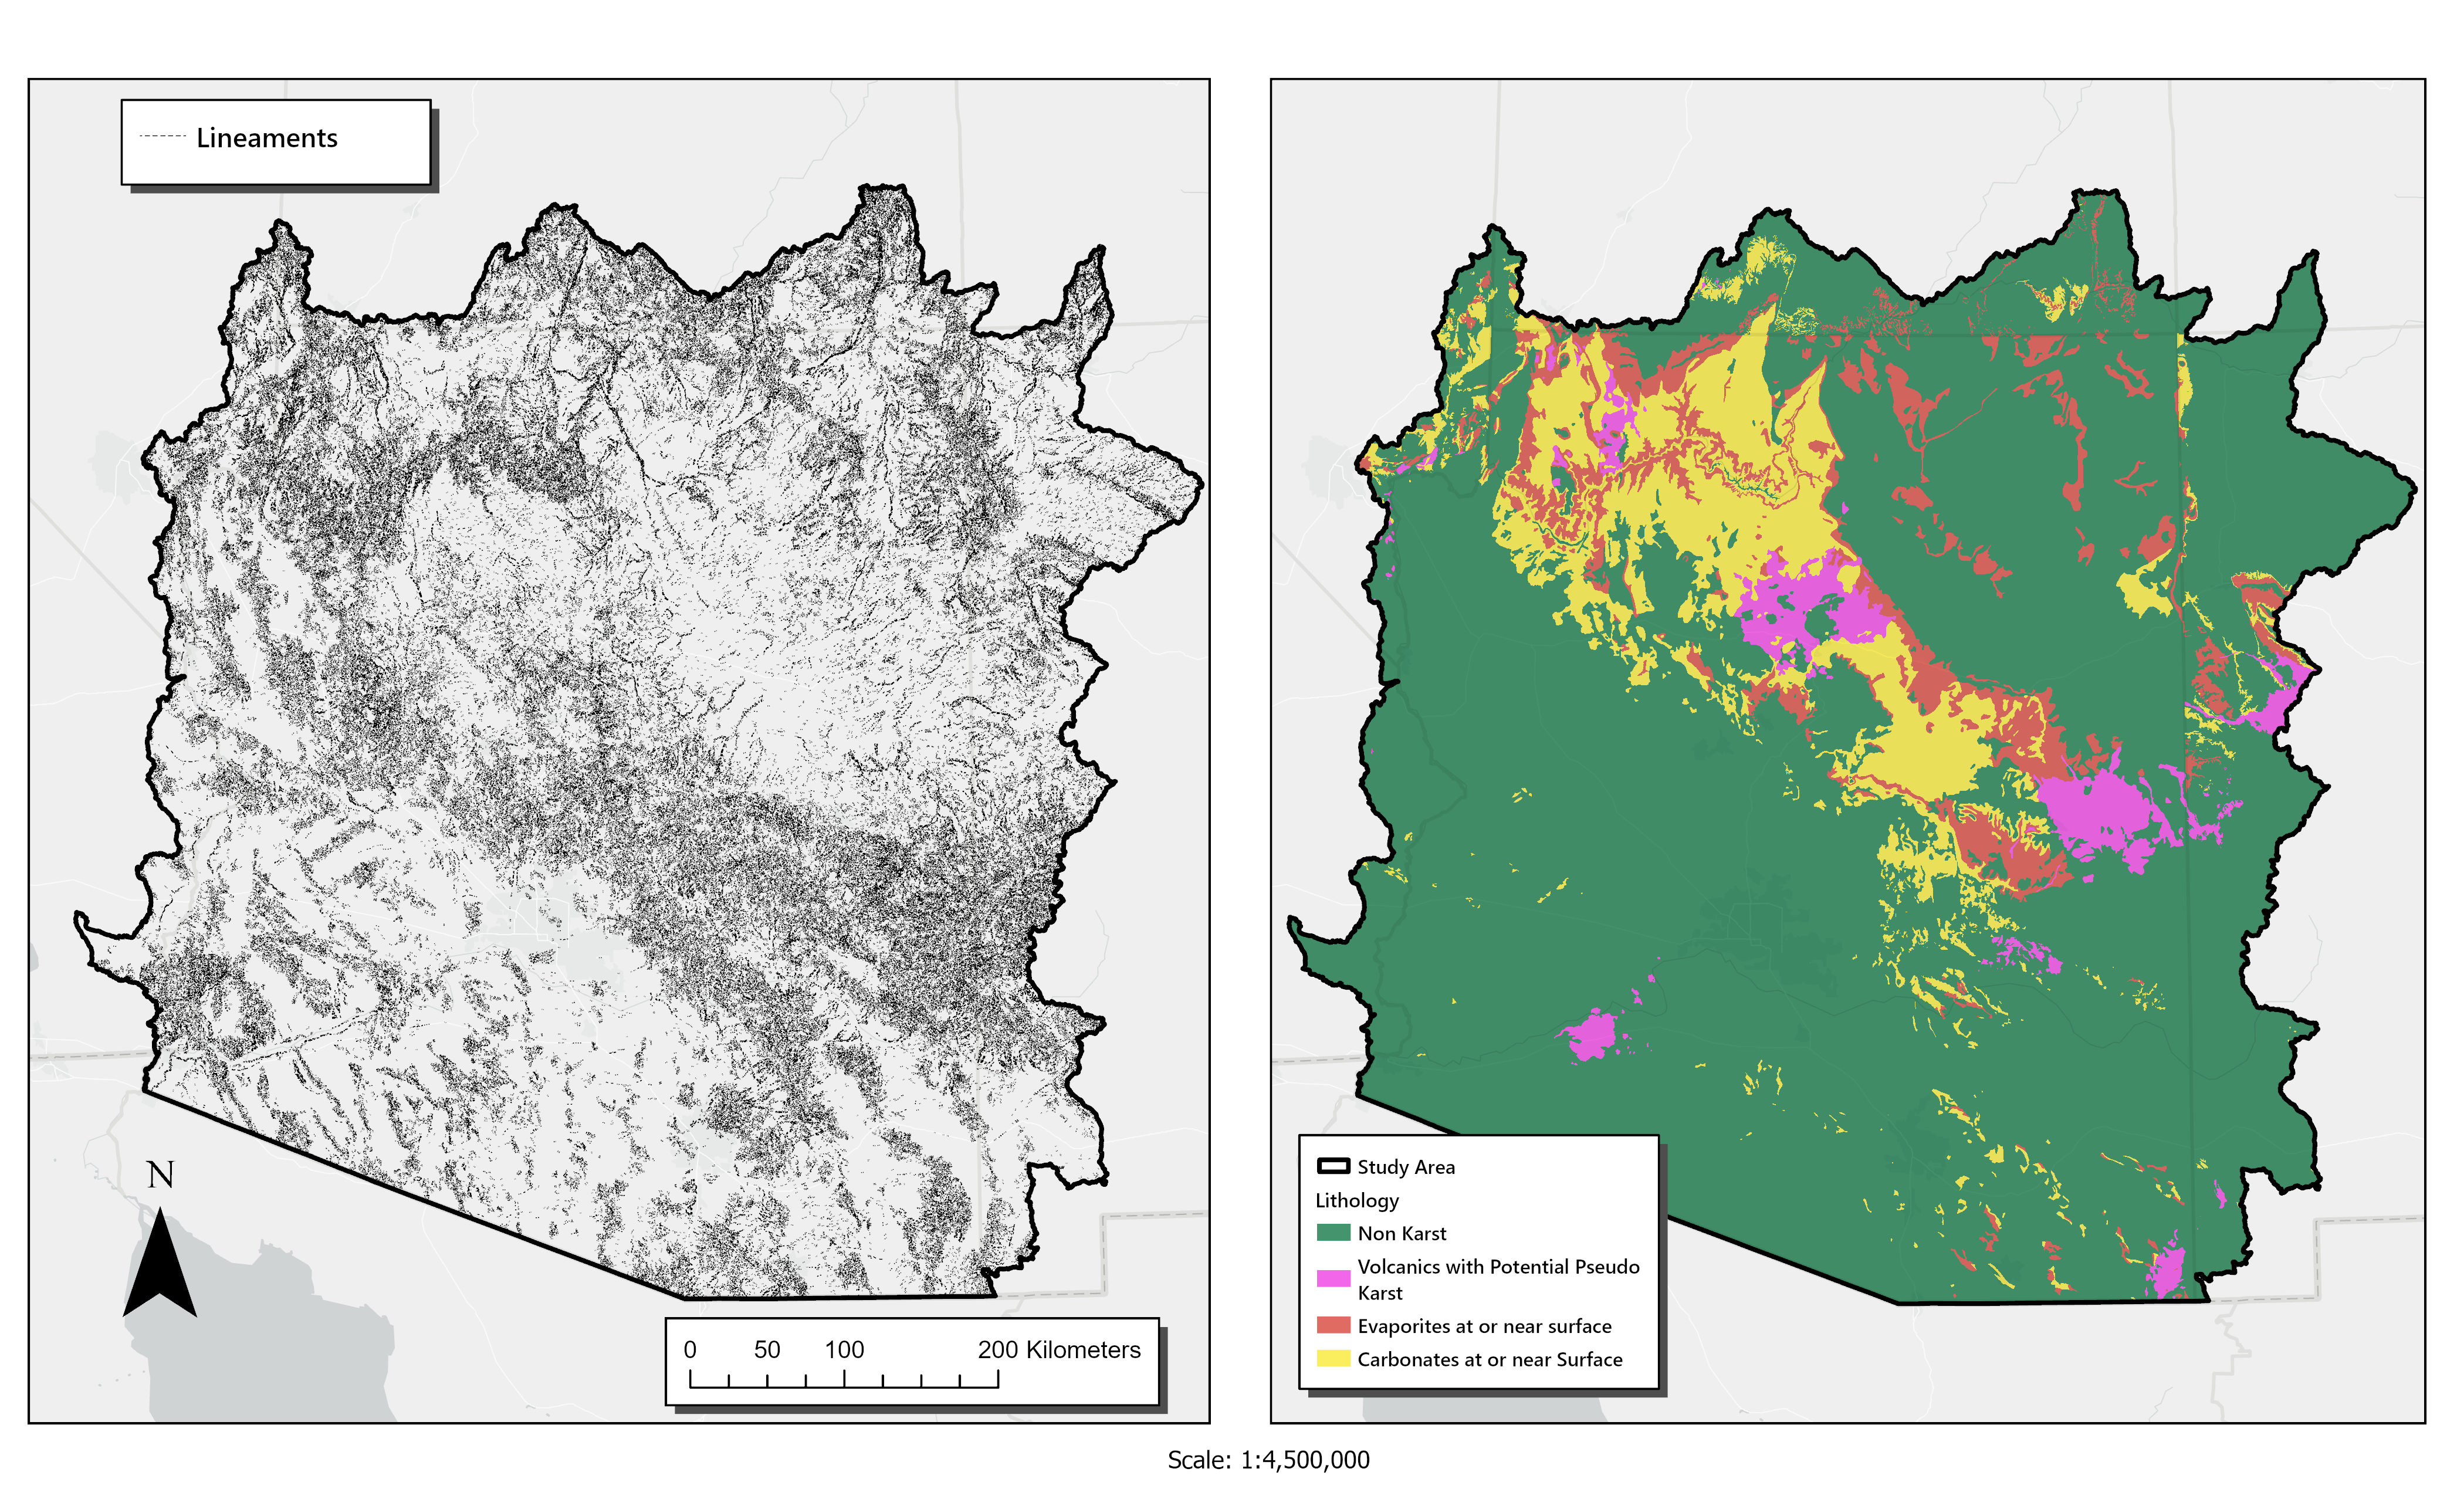 Lineaments
N
0 50 100 200 Kilometers
Study Area
Lithology
Non Karst
Volcanics with Potential Pseudo
Karst
Evaporites at or near surface
Carbonates at or near Surface
Scale: 1:4,500,000